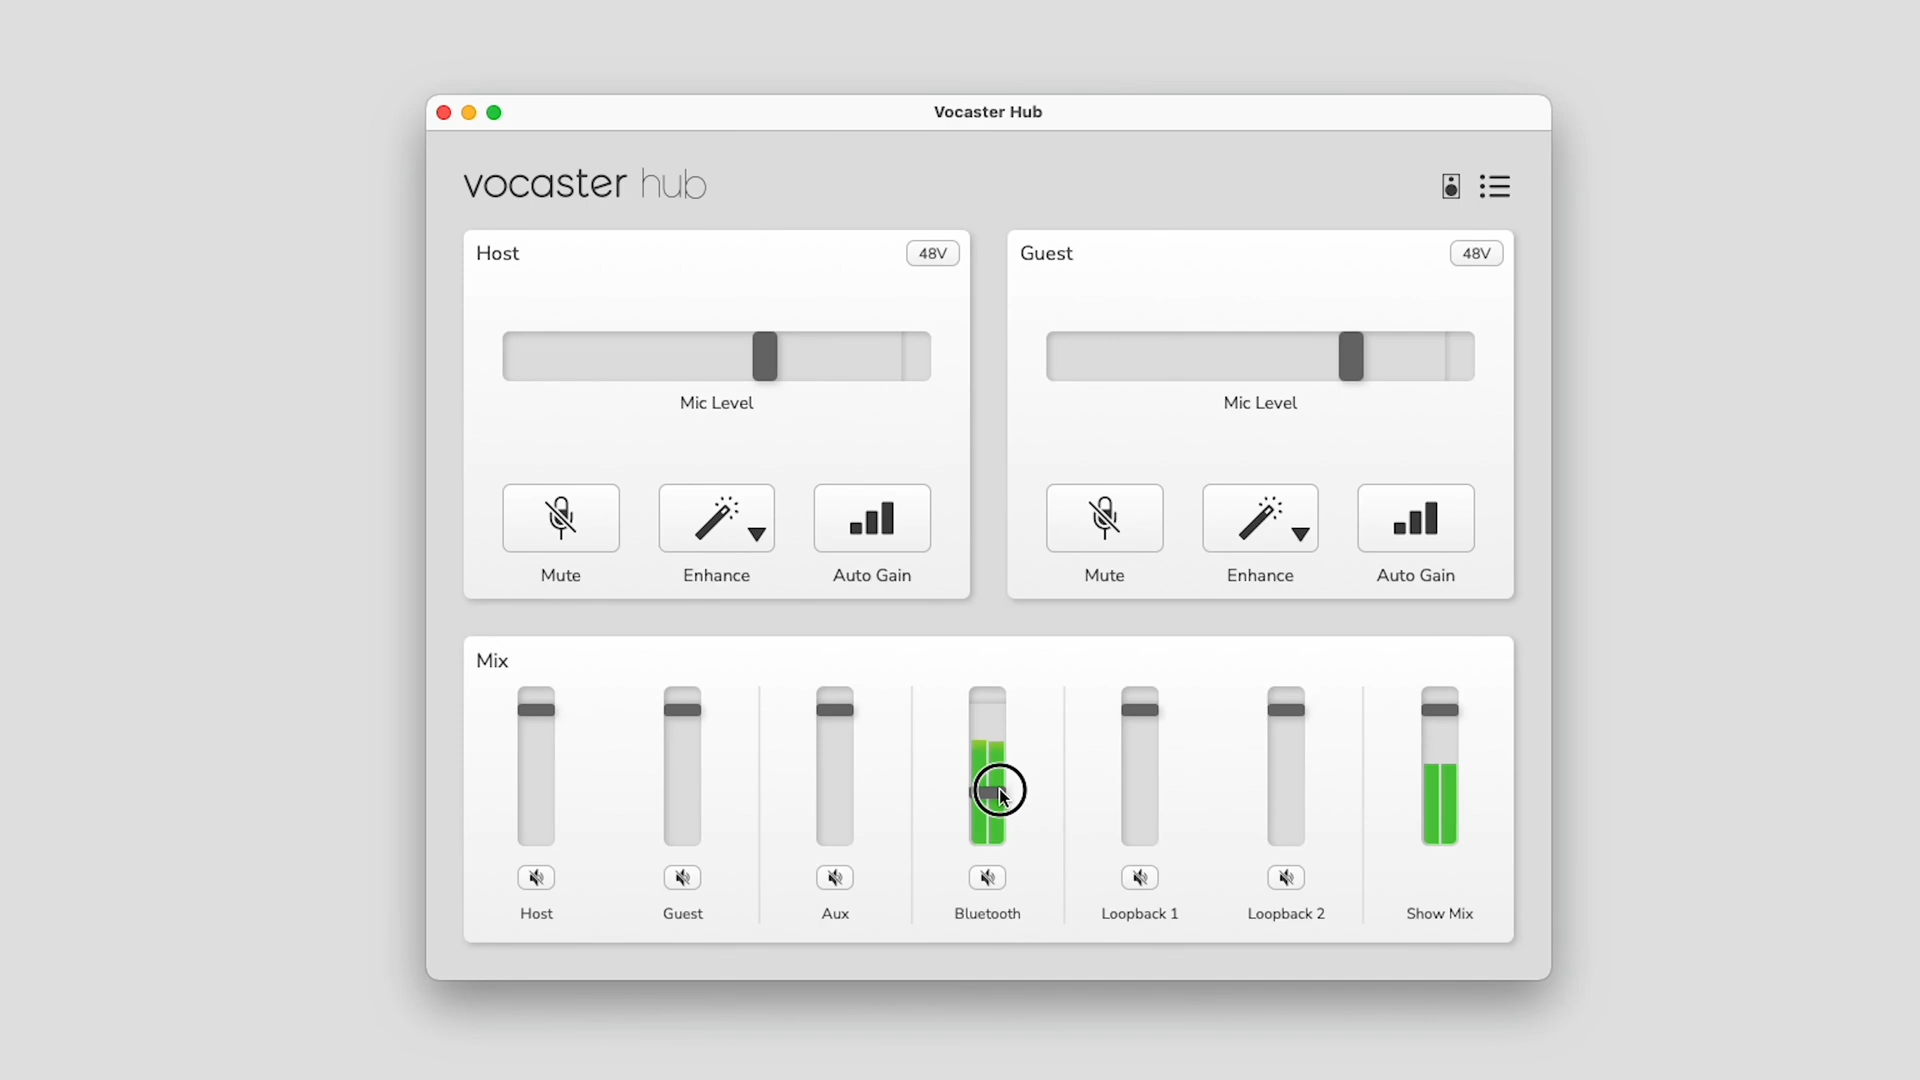 Vocaster Hub
vocaster hub
Host
48V
Guest
48V
Mic Level
Mic Level
Mute
Enhance
Auto Gain
Mute
Enhance
Auto Gain
Mix
Host
Guest
Aux
Bluetooth
Loopback 1
Loopback 2
Show Mix